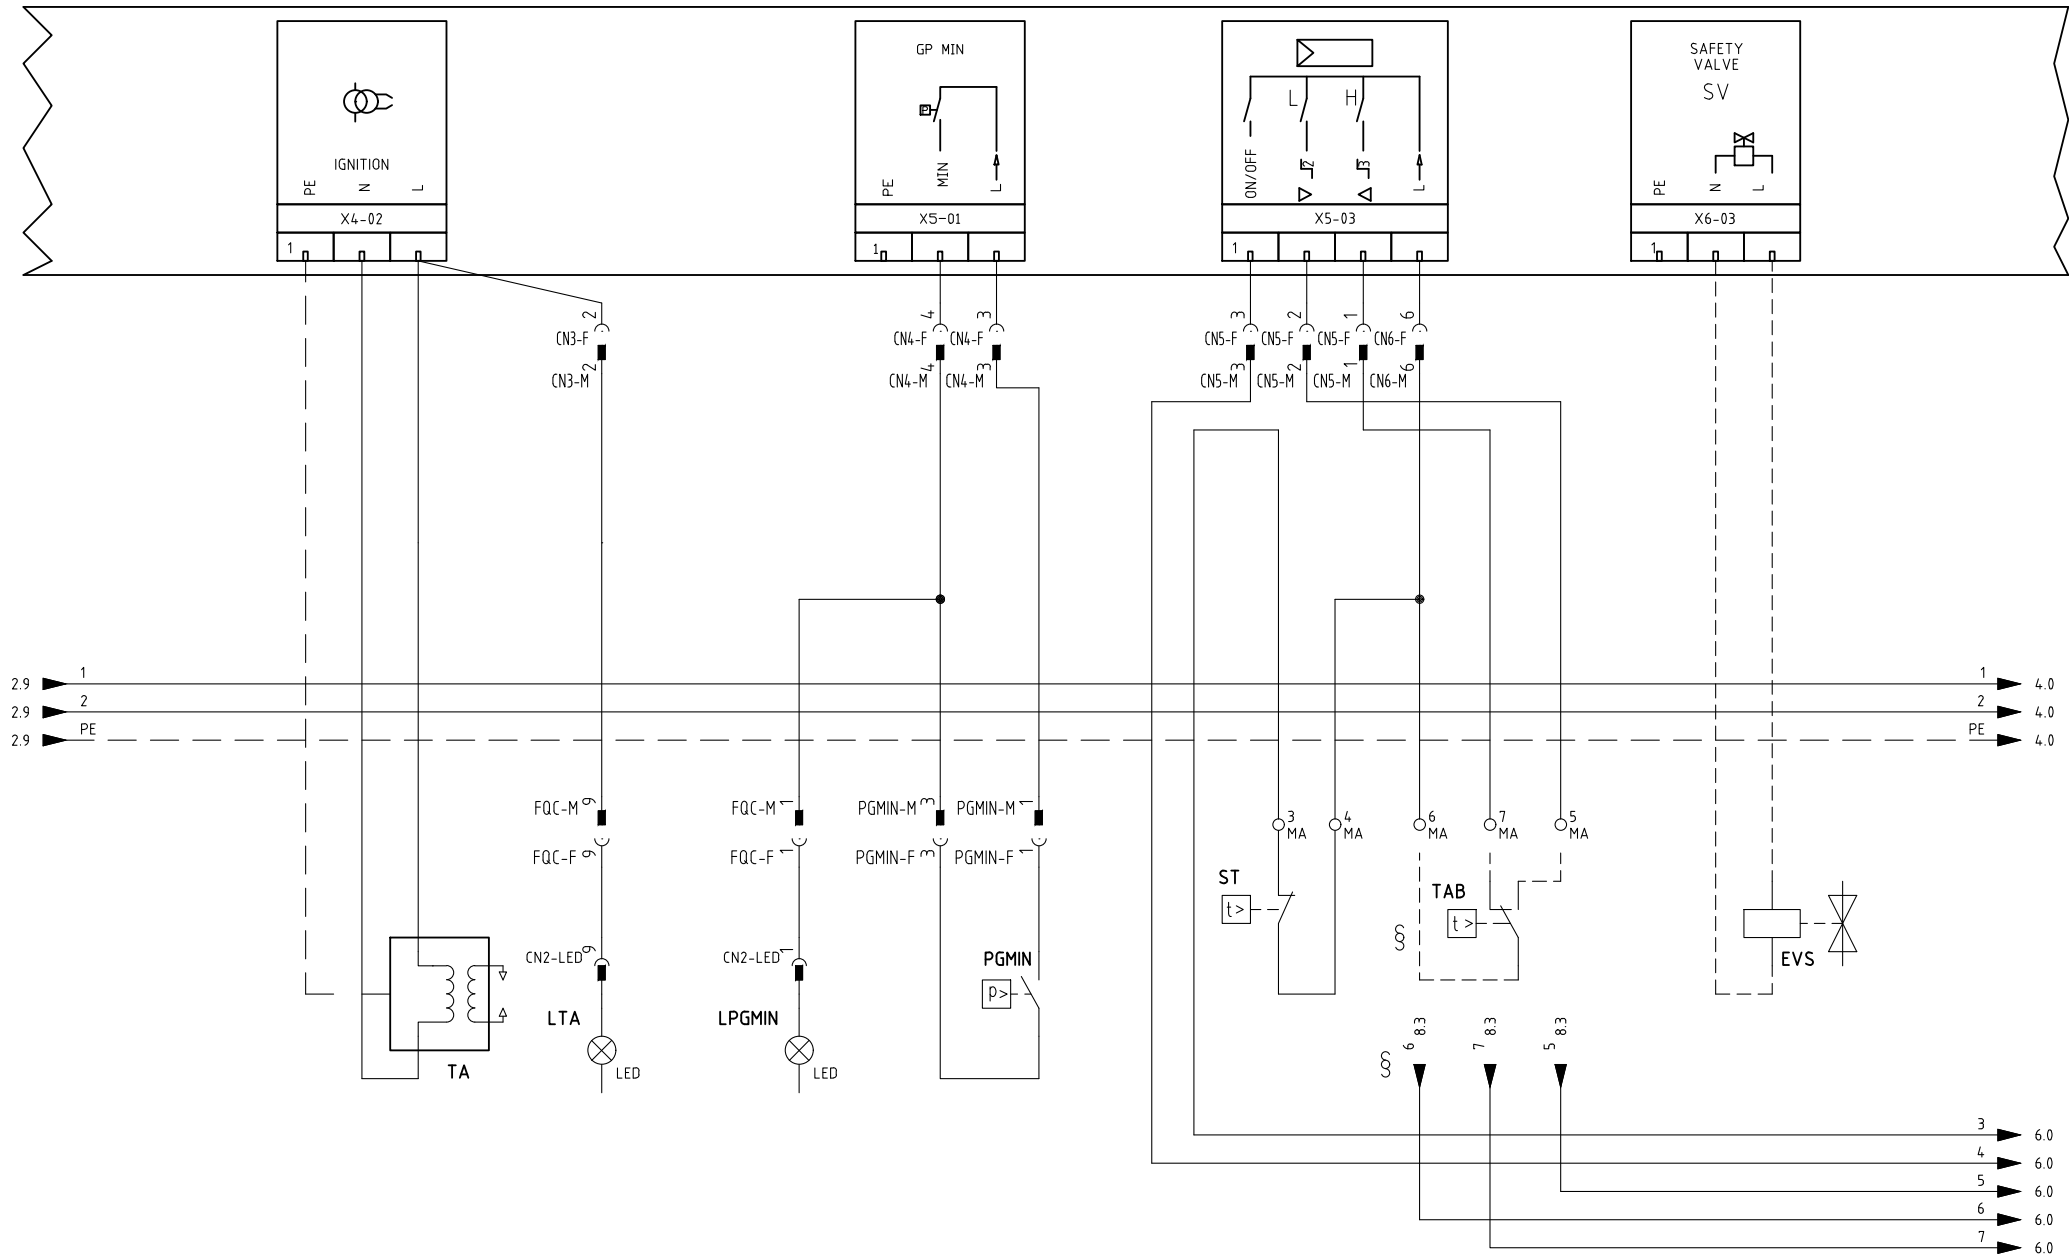 GP MIN
SAFETY
VALVE
SV
L H
P
IGNITION
PE N L
PE MIN L
ON/OFF 2 3 L
PE N L
X4-02 X5-01 X5-03 X6-03
1 1 1 1
2 4 3 3 2 1 6
CN3-F CN4-F CN4-F CN5-F CN5-F CN5-F CN6-F
2 4 3 3 2 1 6
CN3-M CN4-M CN4-M CN5-M CN5-M CN5-M CN6-M
2.9 1 1 4.0
2.9 2 2 4.0
2.9 PE PE 4.0
FQC-M 9 FQC-M 1 PGMIN-M 3 PGMIN-M 1
3 4 6 7 5
MA MA MA MA MA
FQC-F 9 FQC-F 1 PGMIN-F 3 PGMIN-F 1
ST TAB
t> t>
CN2-LED 9 CN2-LED 1 PGMIN EVS
P>
LTA LPGMIN
8.3 8.3 8.3
6 7 5
TA LED LED
3 6.0
4 6.0
5 6.0
6 6.0
7 6.0